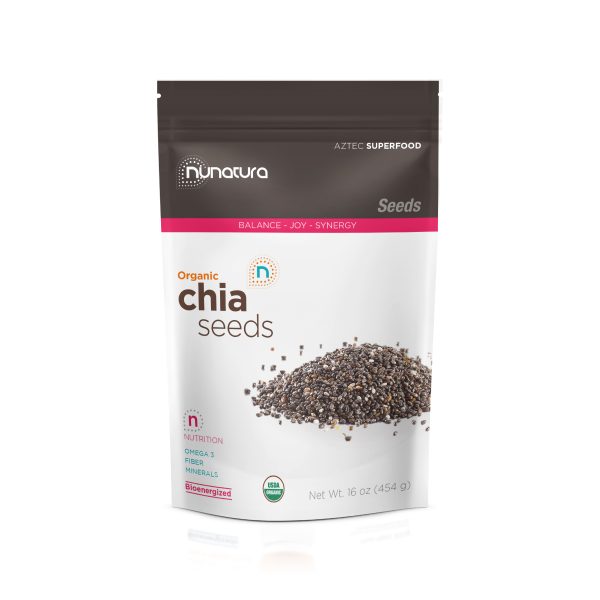 AZTEC SUPERFOOD
nunatura
Seeds
BALANCE - JOY - SYNERGY
Organic
n
chia
seeds
n
NUTRITION
OMEGA 3
FIBER
MINERALS
Bioenergized
USDA
ORGANIC
Net Wt. 16 oz (454 g)